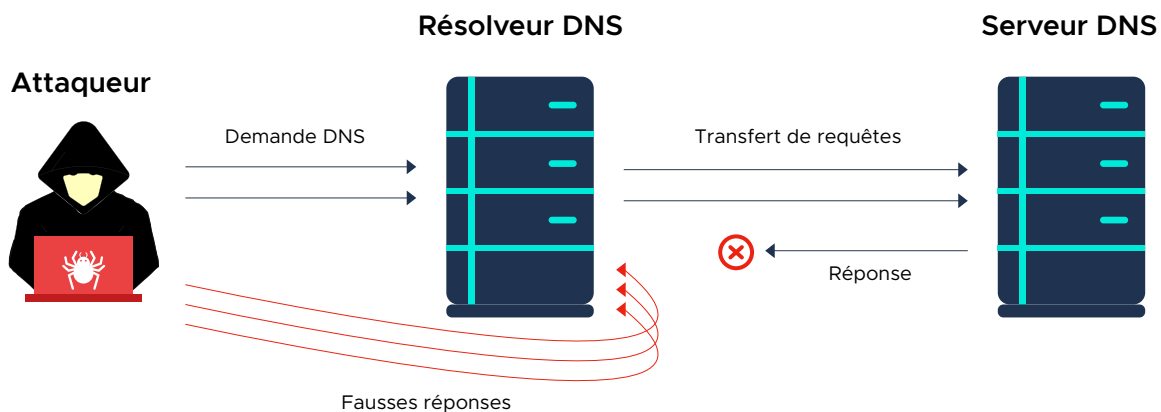 Résolveur DNS
Serveur DNS
Attaqueur
Demande DNS
Transfert de requêtes
Réponse
Fausses réponses